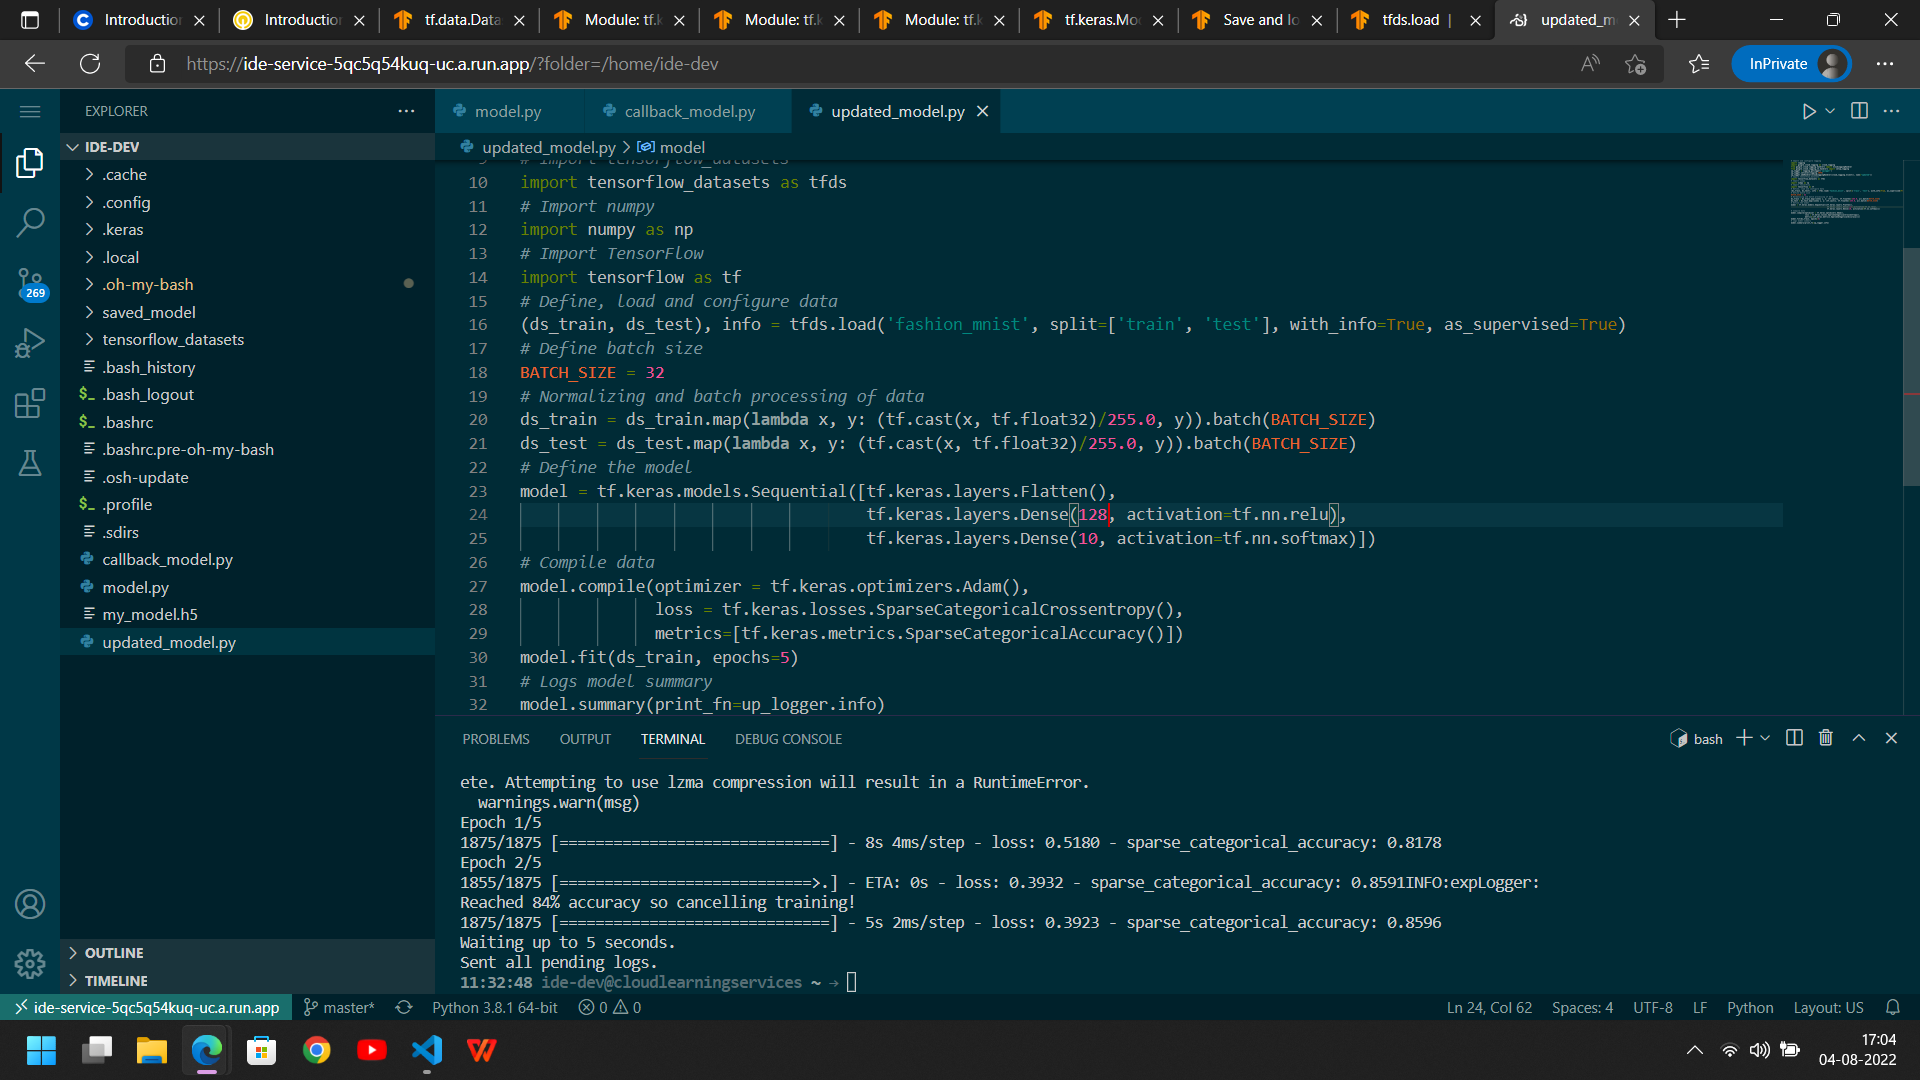 Introduction
Introduction
tf.data.Data
Module: tf.k
Module: tf.k
Module: tf.k
tf.keras.Mo
Save and lo
tfds.load |
updated_m
https://ide-service-5qc5q54kuq-uc.a.run.app/?folder=/home/ide-dev
InPrivate
EXPLORER
model.py
callback_model.py
updated_model.py
IDE-DEV
updated_model.py > model
.cache
.config
.keras
.local
.oh-my-bash
saved_model
tensorflow_datasets
.bash_history
$_ .bash_logout
$_ .bashrc
.bashrc.pre-oh-my-bash
.osh-update
$_ .profile
.sdirs
callback_model.py
model.py
my_model.h5
updated_model.py
269
OUTLINE
TIMELINE
9 # Import tensorflow_datasets
10 import tensorflow_datasets as tfds
11 # Import numpy
12 import numpy as np
13 # Import TensorFlow
14 import tensorflow as tf
15 # Define, load and configure data
16 (ds_train, ds_test), info = tfds.load('fashion_mnist', split=['train', 'test'], with_info=True, as_supervised=True)
17 # Define batch size
18 BATCH_SIZE = 32
19 # Normalizing and batch processing of data
20 ds_train = ds_train.map(lambda x, y: (tf.cast(x, tf.float32)/255.0, y)).batch(BATCH_SIZE)
21 ds_test = ds_test.map(lambda x, y: (tf.cast(x, tf.float32)/255.0, y)).batch(BATCH_SIZE)
22 # Define the model
23 model = tf.keras.models.Sequential([tf.keras.layers.Flatten(),
24 tf.keras.layers.Dense(128, activation=tf.nn.relu),
25 tf.keras.layers.Dense(10, activation=tf.nn.softmax)])
26 # Compile data
27 model.compile(optimizer = tf.keras.optimizers.Adam(),
28 loss = tf.keras.losses.SparseCategoricalCrossentropy(),
29 metrics=[tf.keras.metrics.SparseCategoricalAccuracy()])
30 model.fit(ds_train, epochs=5)
31 # Logs model summary
32 model.summary(print_fn=up_logger.info)
PROBLEMS OUTPUT TERMINAL DEBUG CONSOLE
bash
ete. Attempting to use lzma compression will result in a RuntimeError.
warnings.warn(msg)
Epoch 1/5
1875/1875 [==============================] - 8s 4ms/step - loss: 0.5180 - sparse_categorical_accuracy: 0.8178
Epoch 2/5
1855/1875 [============================>.] - ETA: 0s - loss: 0.3932 - sparse_categorical_accuracy: 0.8591INFO:expLogger:
Reached 84% accuracy so cancelling training!
1875/1875 [==============================] - 5s 2ms/step - loss: 0.3923 - sparse_categorical_accuracy: 0.8596
Waiting up to 5 seconds.
Sent all pending logs.
11:32:48 ide-dev@cloudlearningservices ~ →
ide-service-5qc5q54kuq-uc.a.run.app
master*
Python 3.8.1 64-bit
0 0
Ln 24, Col 62
Spaces: 4
UTF-8
LF
Python
Layout: US
17:04
04-08-2022